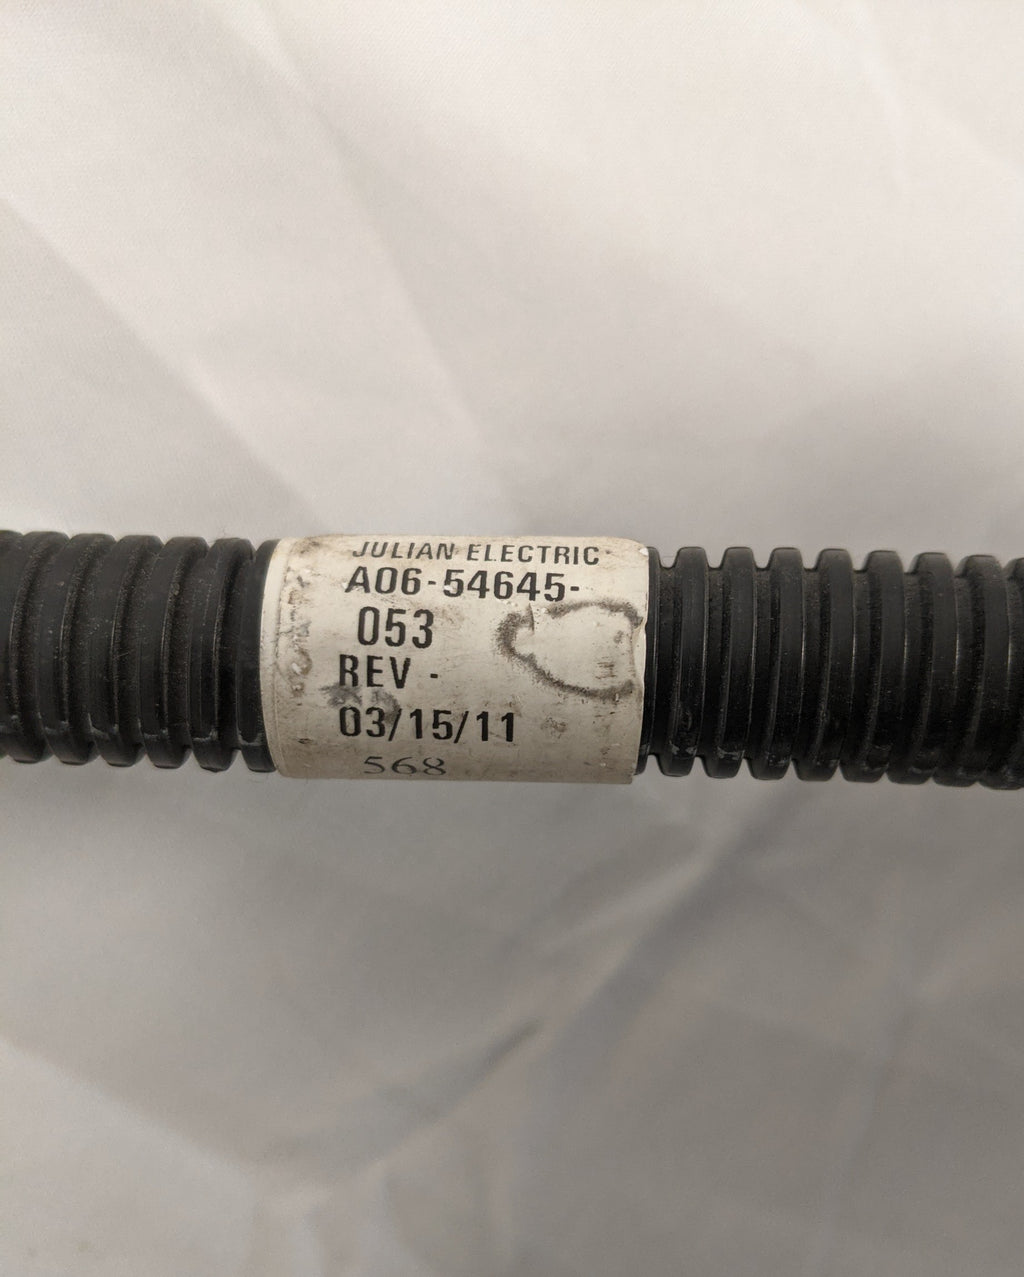 JULIAN ELECTRIC
A06-54645-
053
REV -
03/15/11
568